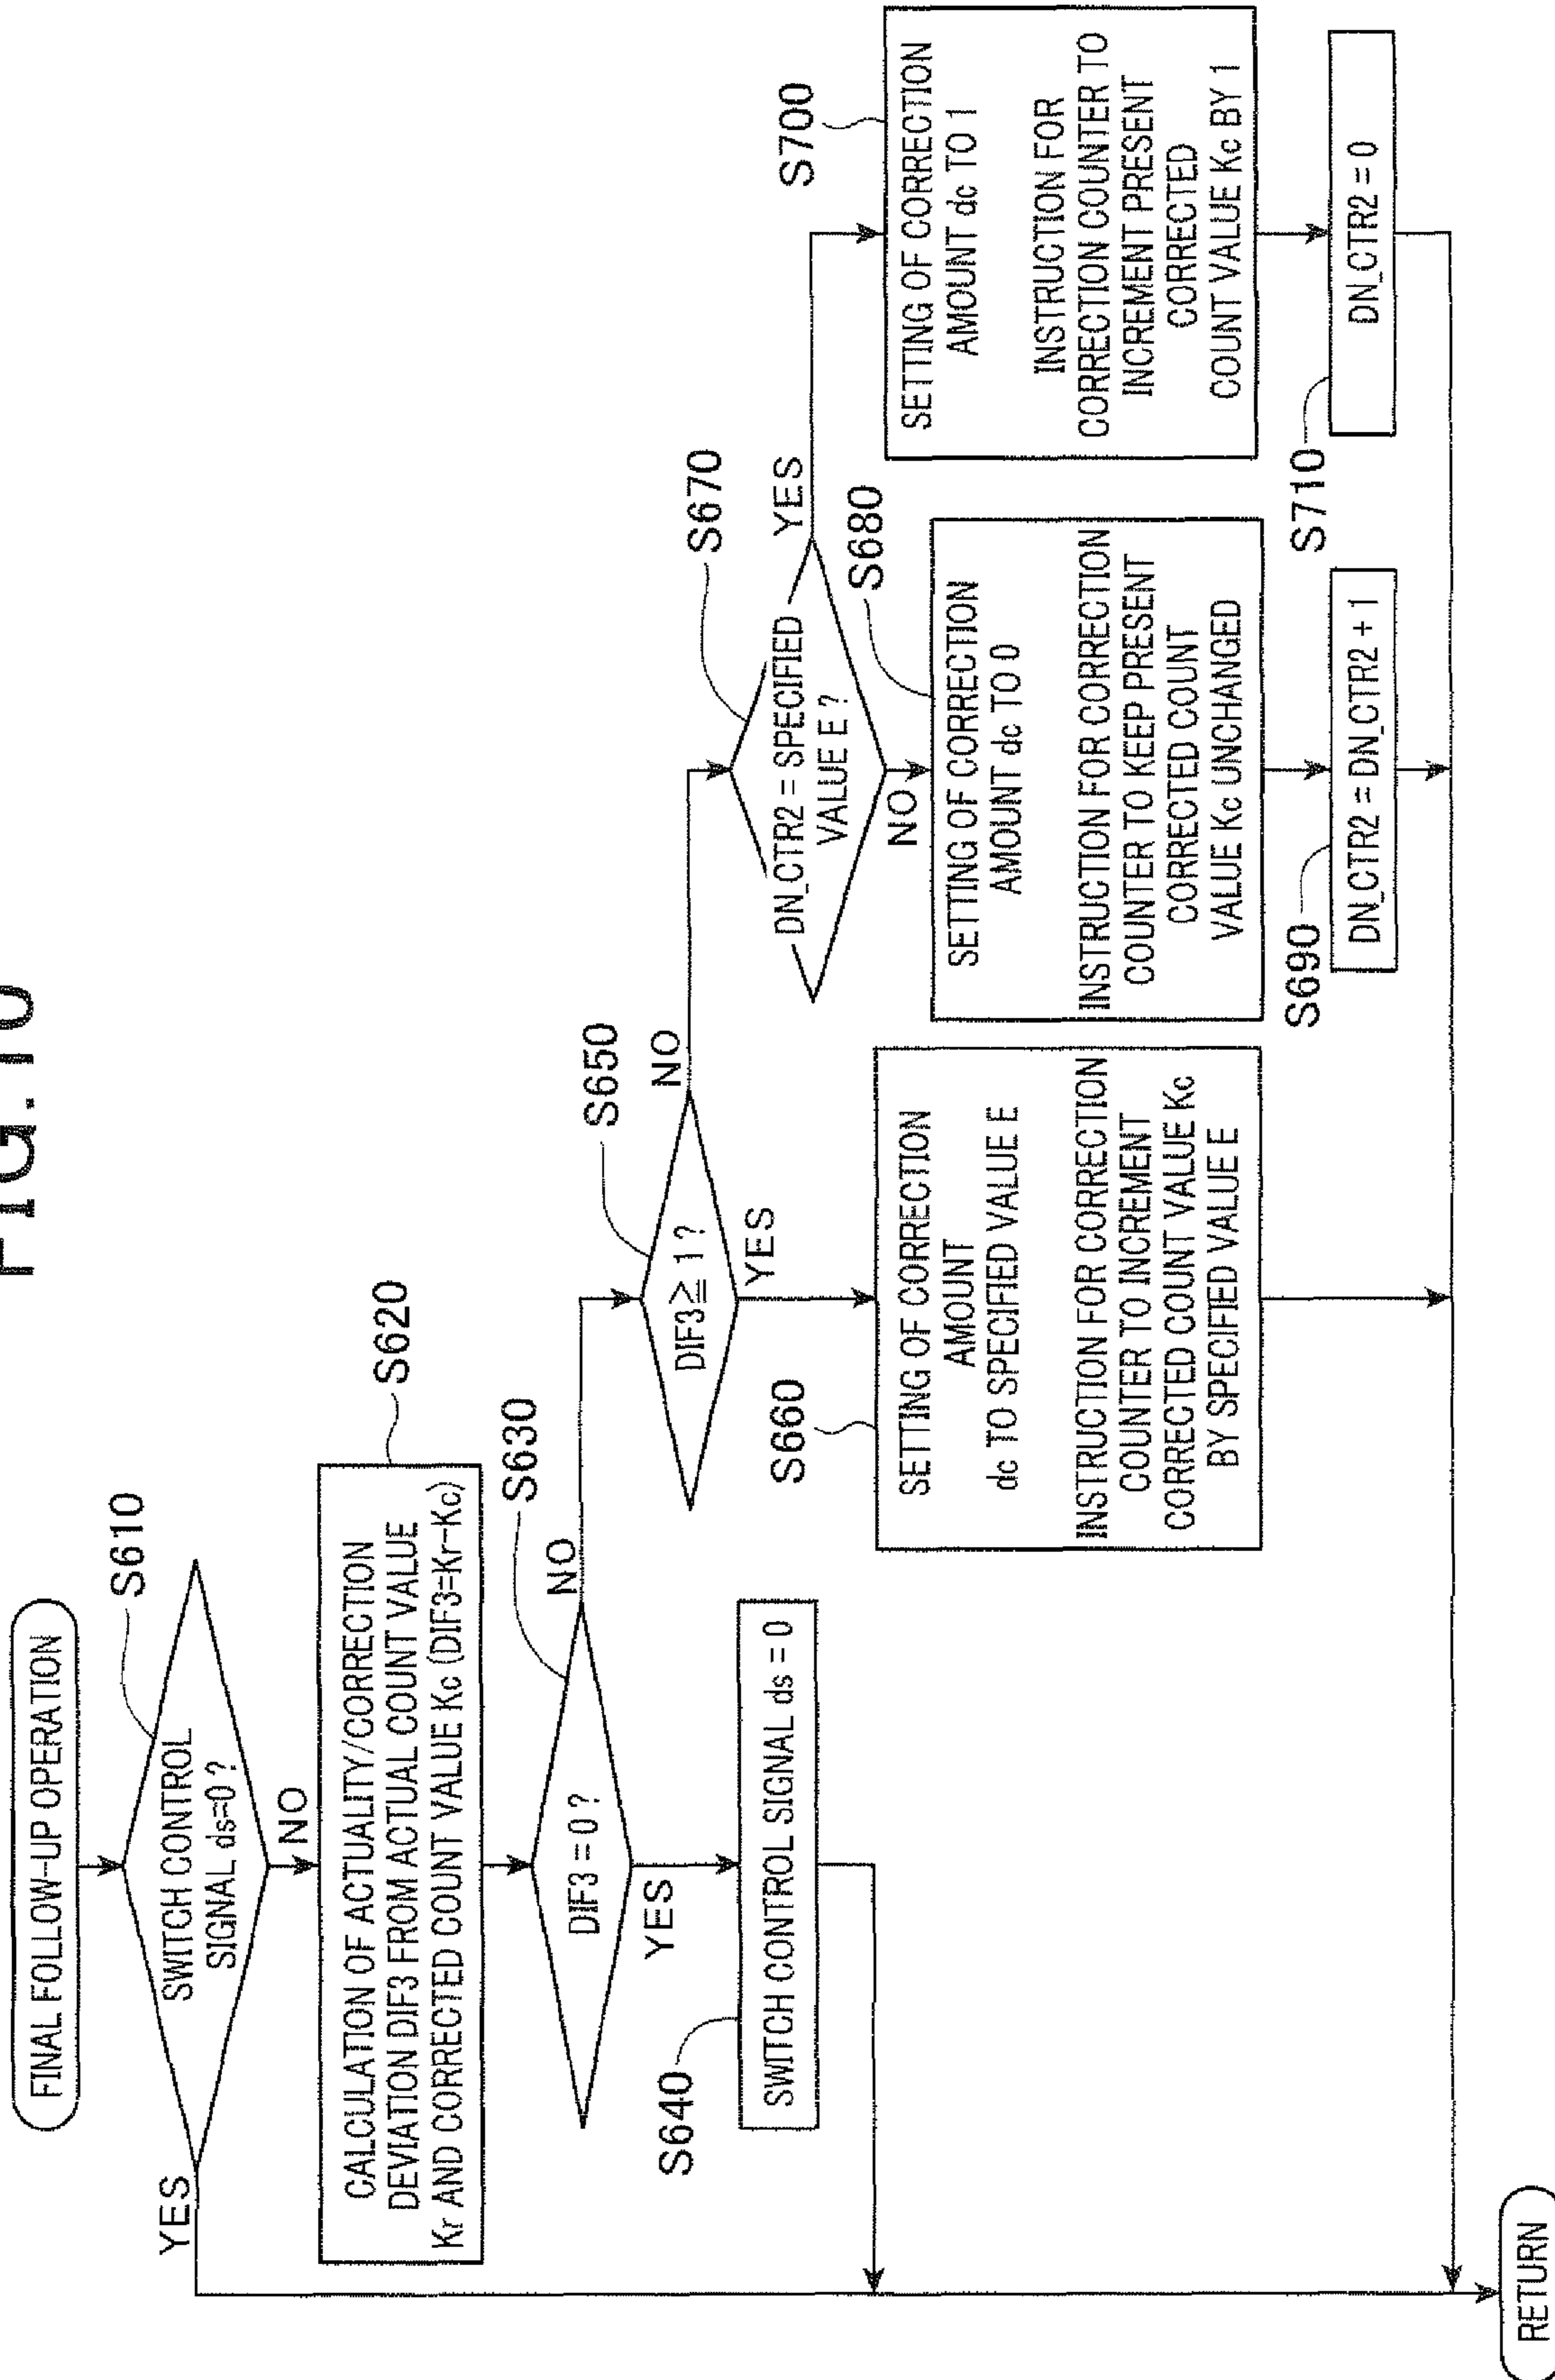 FIG.10
FINAL FOLLOW-UP OPERATION
S610
SWITCH CONTROL
SIGNAL ds=0 ?
YES
NO
S620
CALCULATION OF ACTUALITY/CORRECTION
DEVIATION DIF3 FROM ACTUAL COUNT VALUE
Kr AND CORRECTED COUNT VALUE Kc (DIF3=Kr-Kc)
S630
DIF3 = 0 ?
NO
YES
S640
SWITCH CONTROL SIGNAL ds = 0
S650
DIF3 ≧ 1 ?
NO
YES
S660
SETTING OF CORRECTION
AMOUNT
dc TO SPECIFIED VALUE E
INSTRUCTION FOR CORRECTION
COUNTER TO INCREMENT
CORRECTED COUNT VALUE Kc
BY SPECIFIED VALUE E
S670
DN_CTR2 = SPECIFIED
VALUE E ?
YES
NO
S680
SETTING OF CORRECTION
AMOUNT dc TO 0
INSTRUCTION FOR CORRECTION
COUNTER TO KEEP PRESENT
CORRECTED COUNT
VALUE Kc UNCHANGED
S690
DN_CTR2 = DN_CTR2 + 1
S700
SETTING OF CORRECTION
AMOUNT dc TO 1
INSTRUCTION FOR
CORRECTION COUNTER TO
INCREMENT PRESENT
CORRECTED
COUNT VALUE Kc BY 1
S710
DN_CTR2 = 0
RETURN